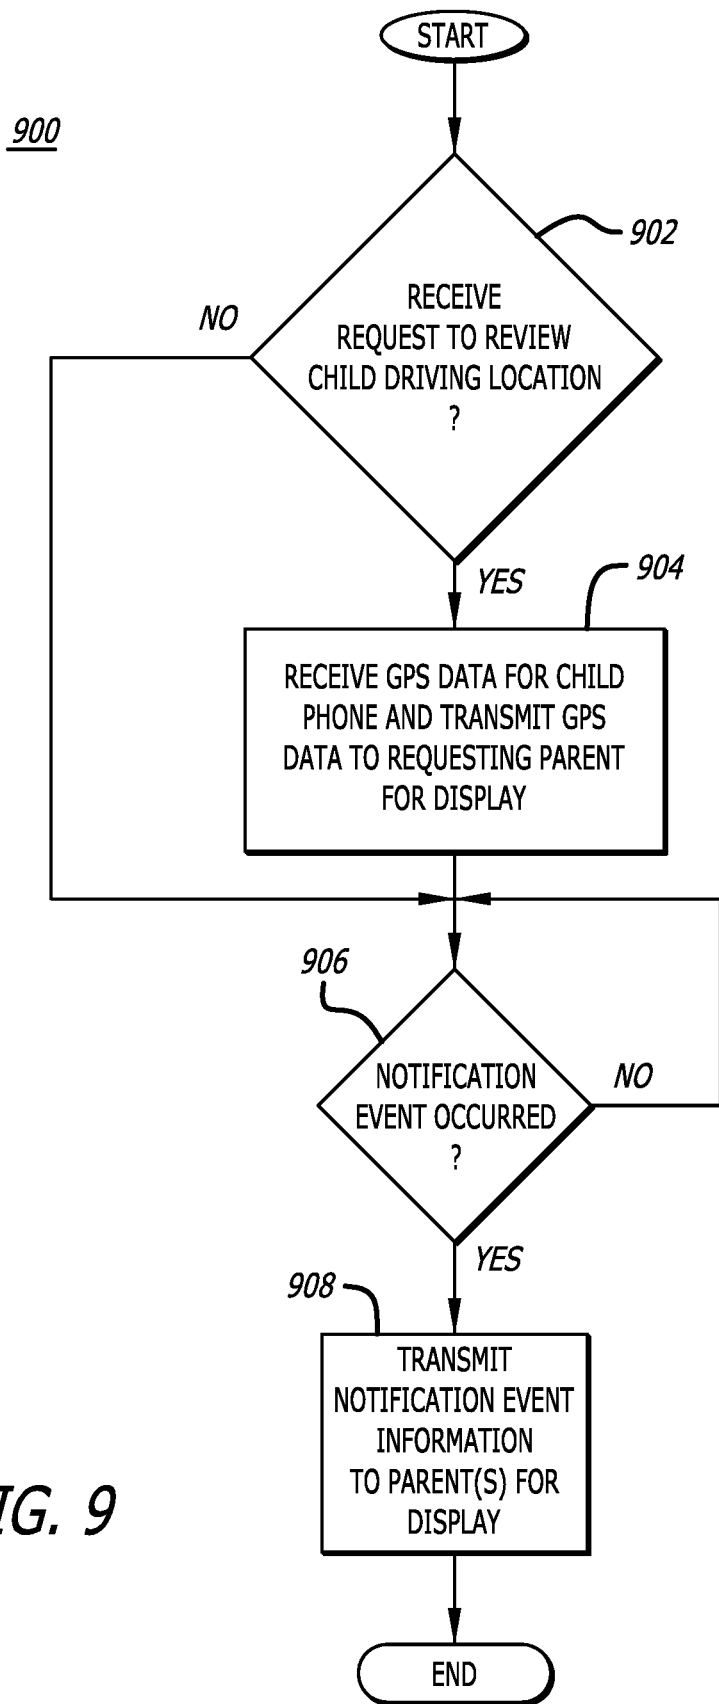 START
900
902
NO
RECEIVE
REQUEST TO REVIEW
CHILD DRIVING LOCATION
?
YES
904
RECEIVE GPS DATA FOR CHILD
PHONE AND TRANSMIT GPS
DATA TO REQUESTING PARENT
FOR DISPLAY
906
NOTIFICATION
EVENT OCCURRED
?
NO
YES
908
TRANSMIT
NOTIFICATION EVENT
INFORMATION
TO PARENT(S) FOR
DISPLAY
IG. 9
END